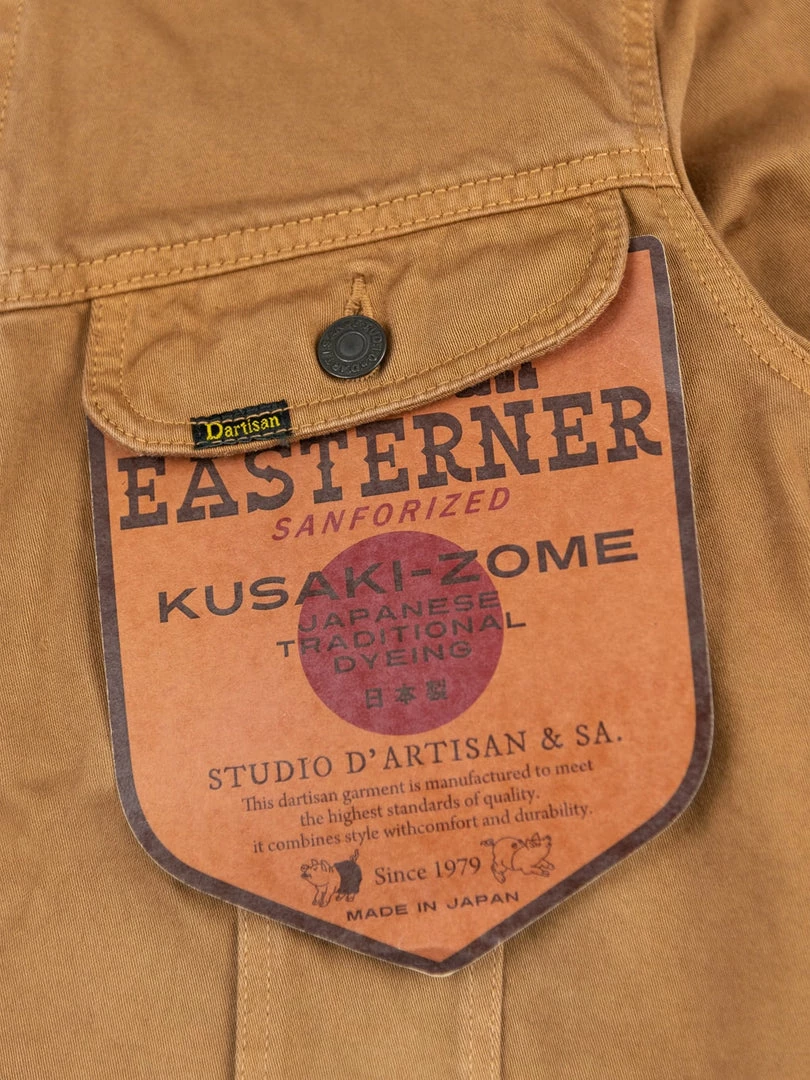 Dartisan
EASTERNER
SANFORIZED
KUSAKI-ZOME
JAPANESE
TRADITIONAL
DYEING
日本製
STUDIO D'ARTISAN & SA.
This dartisan garment is manufactured to meet
the highest standards of quality.
it combines style withcomfort and durability.
Since 1979
MADE IN JAPAN